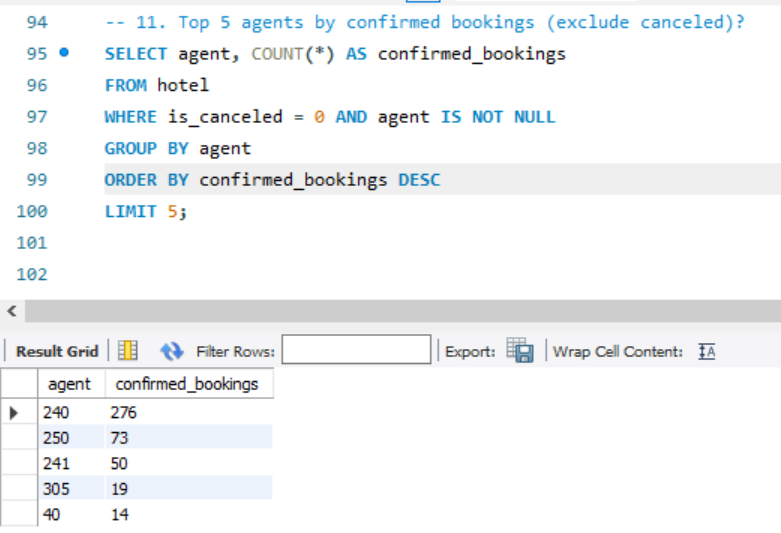 94 -- 11. Top 5 agents by confirmed bookings (exclude canceled)?
95 SELECT agent, COUNT(*) AS confirmed_bookings
96 FROM hotel
97 WHERE is_canceled = 0 AND agent IS NOT NULL
98 GROUP BY agent
99 ORDER BY confirmed_bookings DESC
100 LIMIT 5;
101
102
Result Grid Filter Rows: Export: Wrap Cell Content: IA
agent confirmed_bookings
240 276
250 73
241 50
305 19
40 14